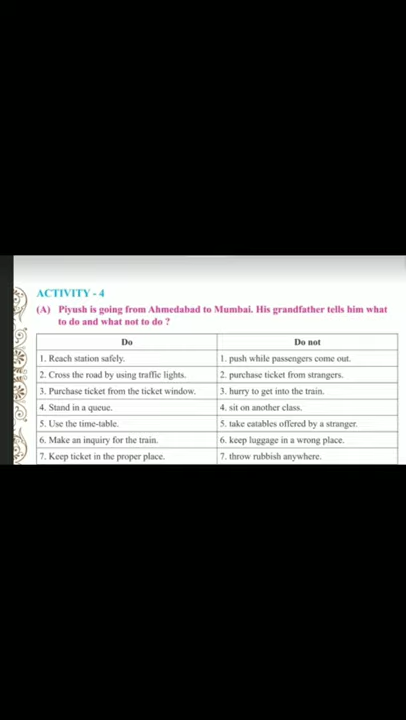 ACTIVITY - 4
(A) Piyush is going from Ahmedabad to Mumbai. His grandfather tells him what
to do and what not to do ?
Do
Do not
1. Reach station safely.
1. push while passengers come out.
2. Cross the road by using traffic lights.
2. purchase ticket from strangers.
3. Purchase ticket from the ticket window.
3. hurry to get into the train.
4. Stand in a queue.
4. sit on another class.
5. Use the time-table.
5. take eatables offered by a stranger.
6. Make an inquiry for the train.
6. keep luggage in a wrong place.
7. Keep ticket in the proper place.
7. throw rubbish anywhere.